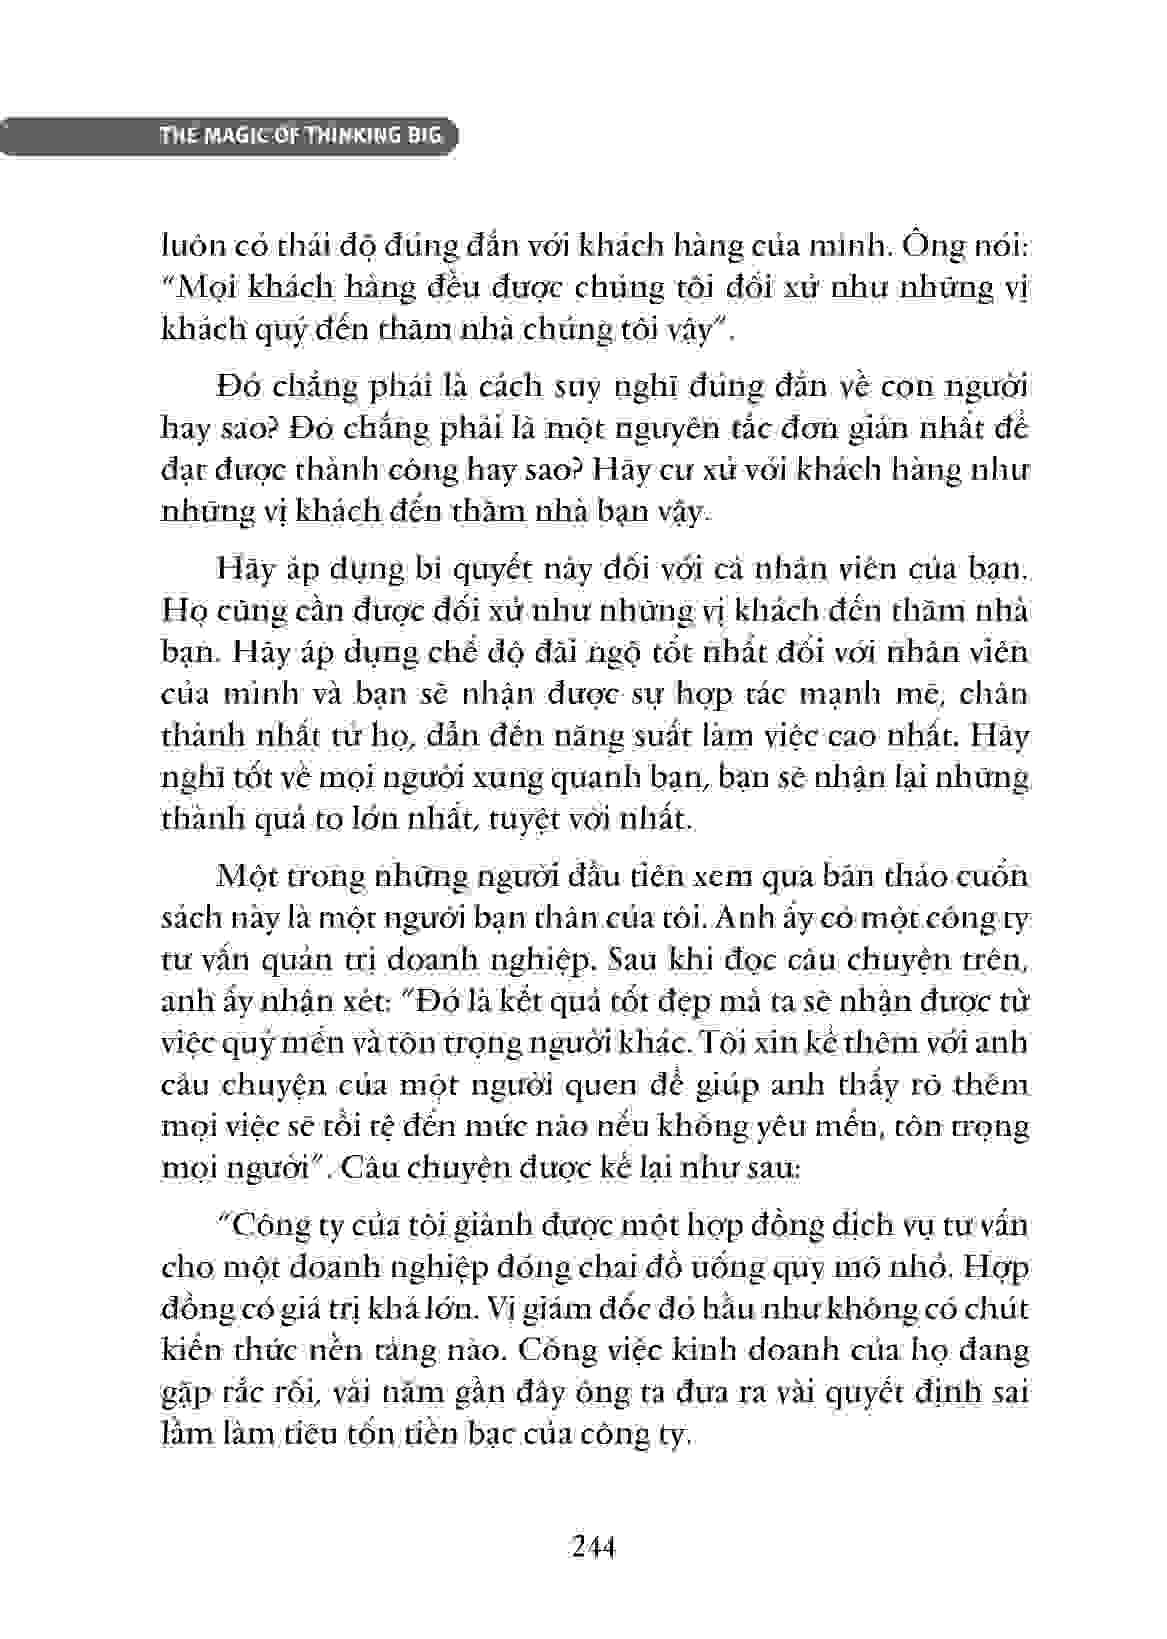 THE MAGIC OF THINKING BIG
luôn có thái độ đúng đắn với khách hàng của mình. Ông nói:
“Mọi khách hàng đều được chúng tôi đối xử như những vị
khách quý đến thăm nhà chúng tôi vậy”.
Đó chẳng phải là cách suy nghĩ đúng đắn về con người
hay sao? Đó chẳng phải là một nguyên tắc đơn giản nhất để
đạt được thành công hay sao? Hãy cư xử với khách hàng như
những vị khách đến thăm nhà bạn vậy.
Hãy áp dụng bí quyết này đối với cả nhân viên của bạn.
Họ cũng cần được đối xử như những vị khách đến thăm nhà
bạn. Hãy áp dụng chế độ đãi ngộ tốt nhất đối với nhân viên
của mình và bạn sẽ nhận được sự hợp tác mạnh mẽ, chân
thành nhất từ họ, dẫn đến năng suất làm việc cao nhất. Hãy
nghĩ tốt về mọi người xung quanh bạn, bạn sẽ nhận lại những
thành quả to lớn nhất, tuyệt vời nhất.
Một trong những người đầu tiên xem qua bản thảo cuốn
sách này là một người bạn thân của tôi. Anh ấy có một công ty
tư vấn quản trị doanh nghiệp. Sau khi đọc câu chuyện trên,
anh ấy nhận xét: “Đó là kết quả tốt đẹp mà ta sẽ nhận được từ
việc quý mến và tôn trọng người khác. Tôi xin kể thêm với anh
câu chuyện của một người quen để giúp anh thấy rõ thêm
mọi việc sẽ tồi tệ đến mức nào nếu không yêu mến, tôn trọng
mọi người”. Câu chuyện được kể lại như sau:
“Công ty của tôi giành được một hợp đồng dịch vụ tư vấn
cho một doanh nghiệp đóng chai đồ uống quy mô nhỏ. Hợp
đồng có giá trị khá lớn. Vị giám đốc đó hầu như không có chút
kiến thức nền tảng nào. Công việc kinh doanh của họ đang
gặp rắc rối, vài năm gần đây ông ta đưa ra vài quyết định sai
lầm làm tiêu tốn tiền bạc của công ty.
244